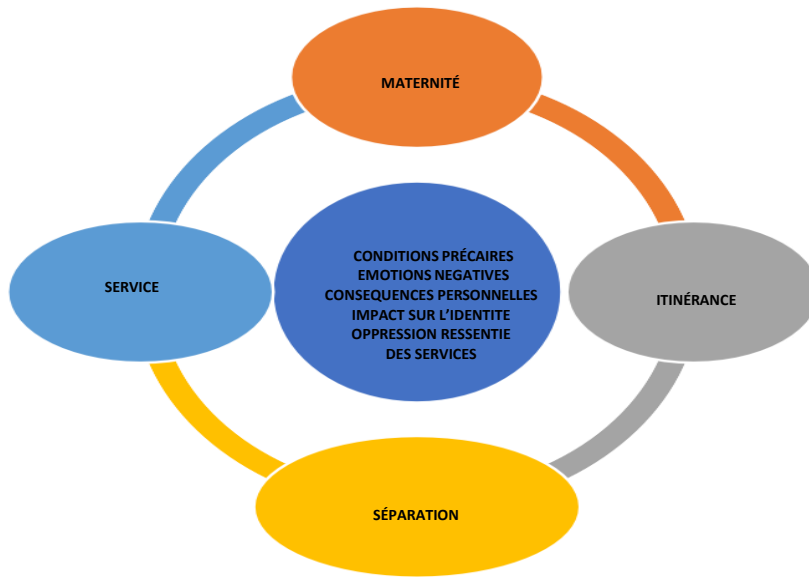 MATERNITÉ
CONDITIONS PRÉCAIRES
EMOTIONS NEGATIVES
CONSEQUENCES PERSONNELLES
IMPACT SUR L'IDENTITE
OPPRESSION RESSENTIE
DES SERVICES
SERVICE
ITINÉRANCE
SÉPARATION